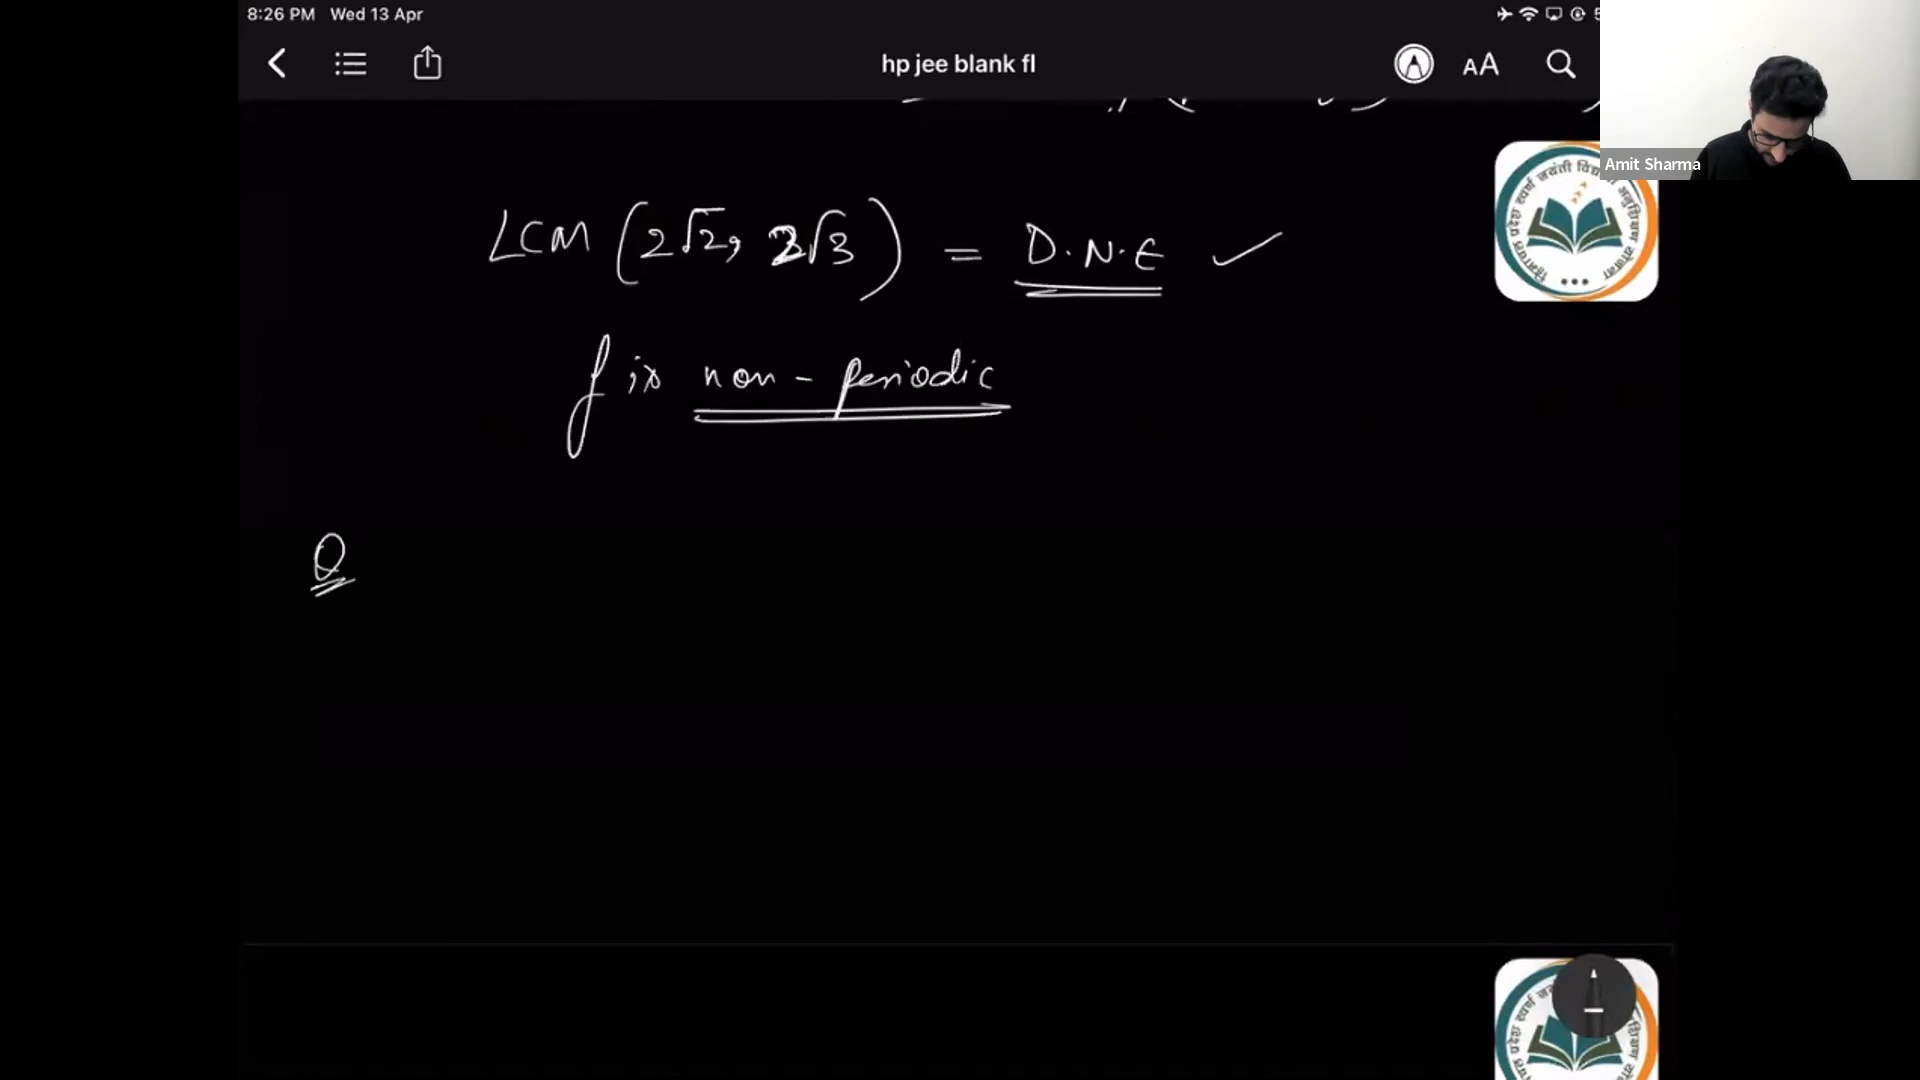 8:26 PM Wed 13 Apr
hp jee blank fl
AA
Amit Sharma
LCM (2√2, 2√3) = D.N.E ✓
f is non-periodic
Q